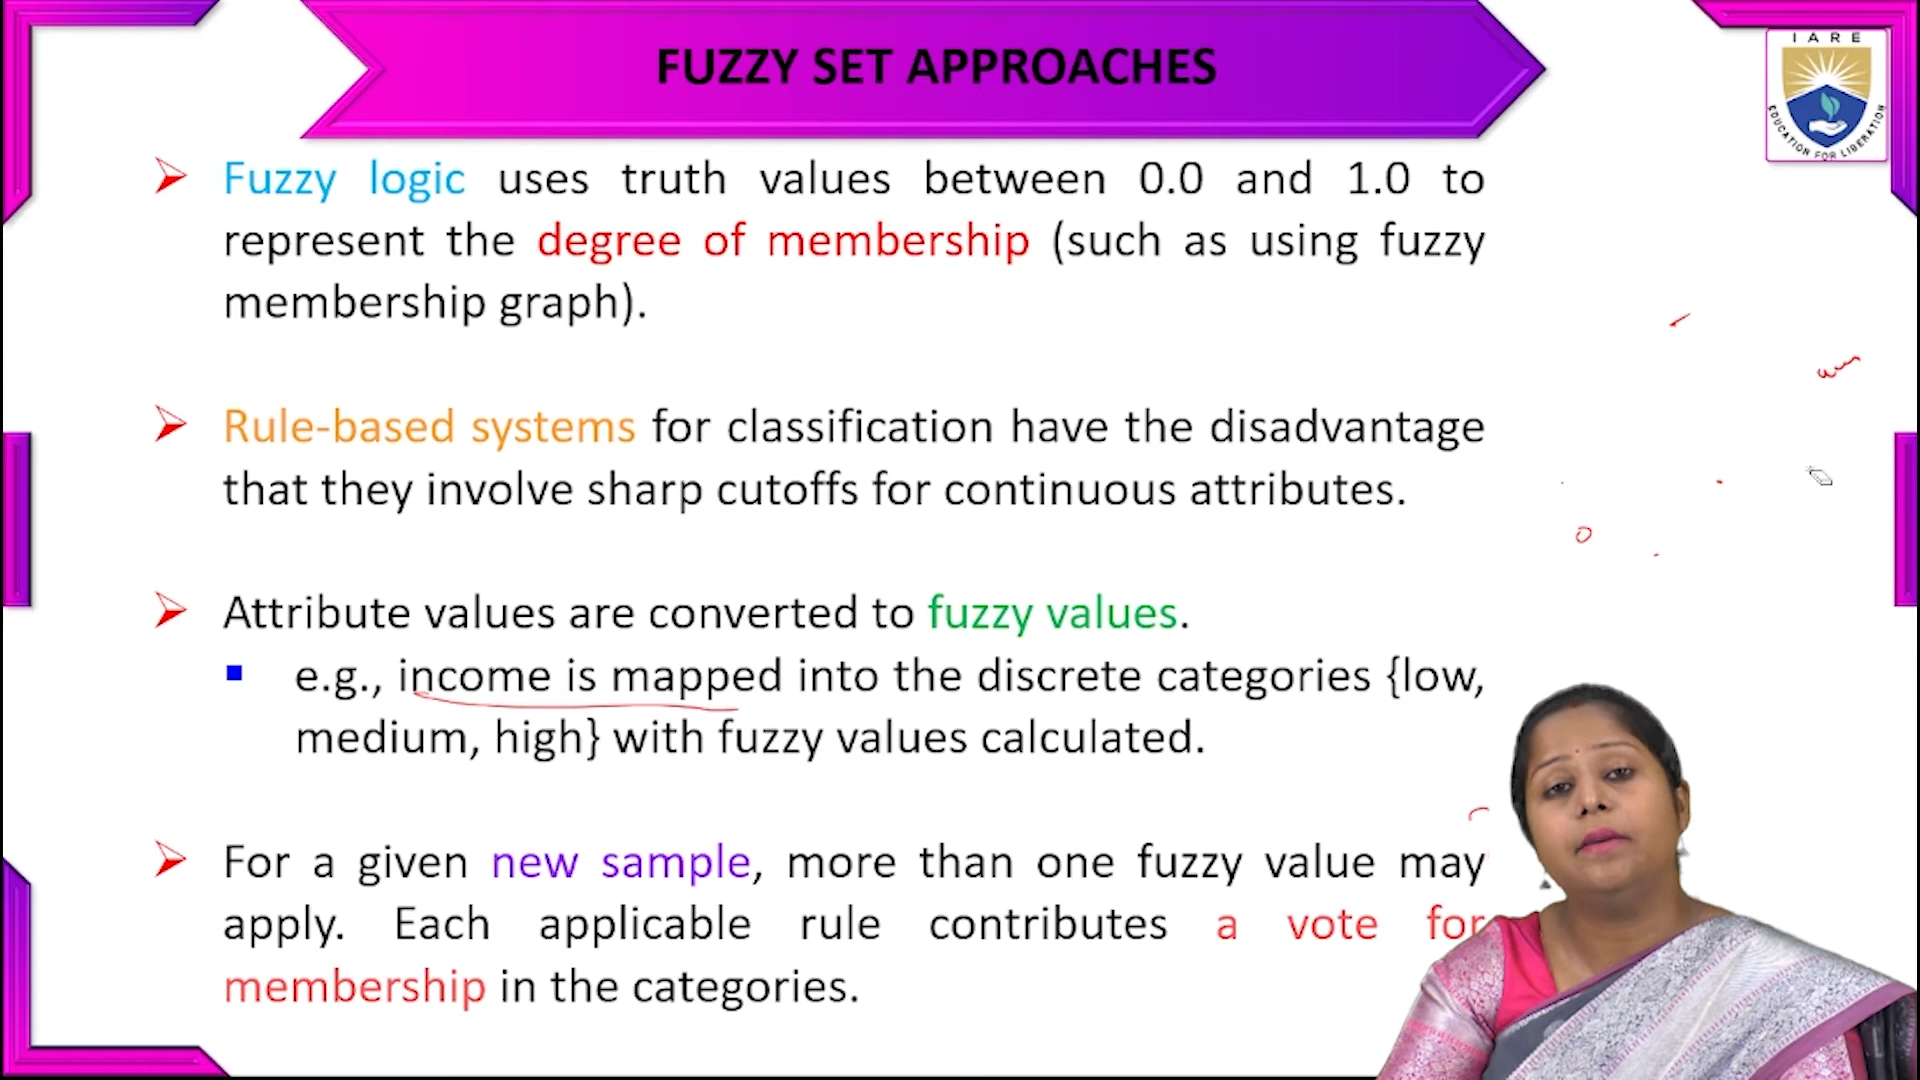 FUZZY SET APPROACHES
IARE
EDUCATION FOR LIBERATION
Fuzzy logic uses truth values between 0.0 and 1.0 to
represent the degree of membership (such as using fuzzy
membership graph).
Rule-based systems for classification have the disadvantage
that they involve sharp cutoffs for continuous attributes.
Attribute values are converted to fuzzy values.
e.g., income is mapped into the discrete categories {low,
medium, high} with fuzzy values calculated.
For a given new sample, more than one fuzzy value may
apply. Each applicable rule contributes a vote for
membership in the categories.